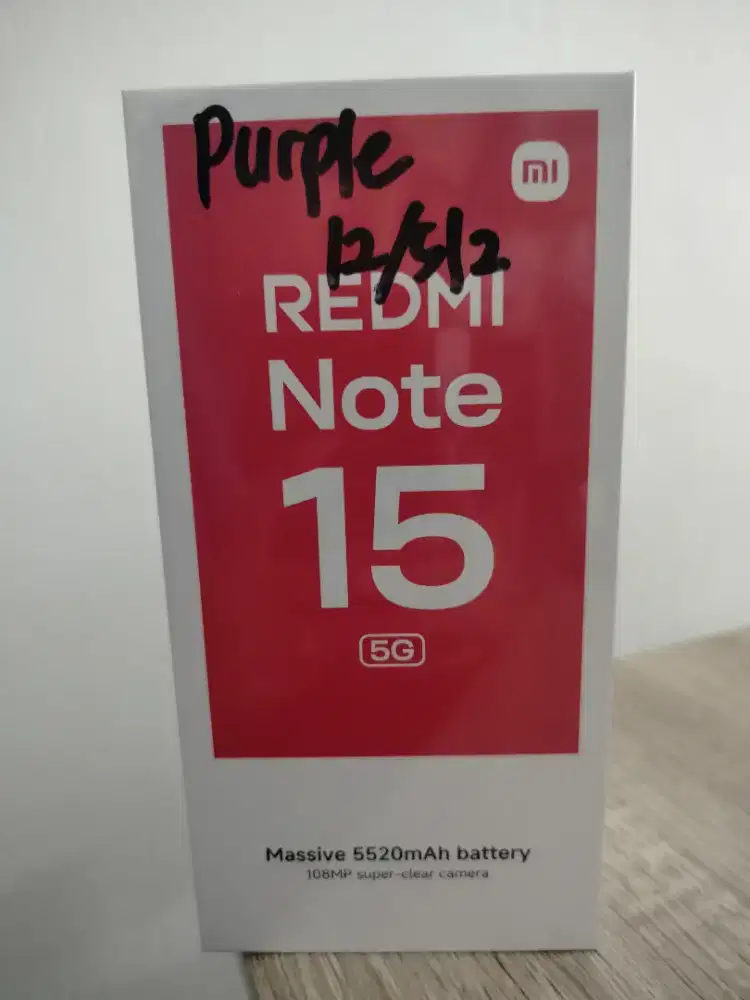 Purple
mi
12/512
REDMI
Note
15
5G
Massive 5520mAh battery
108MP super-clear camera